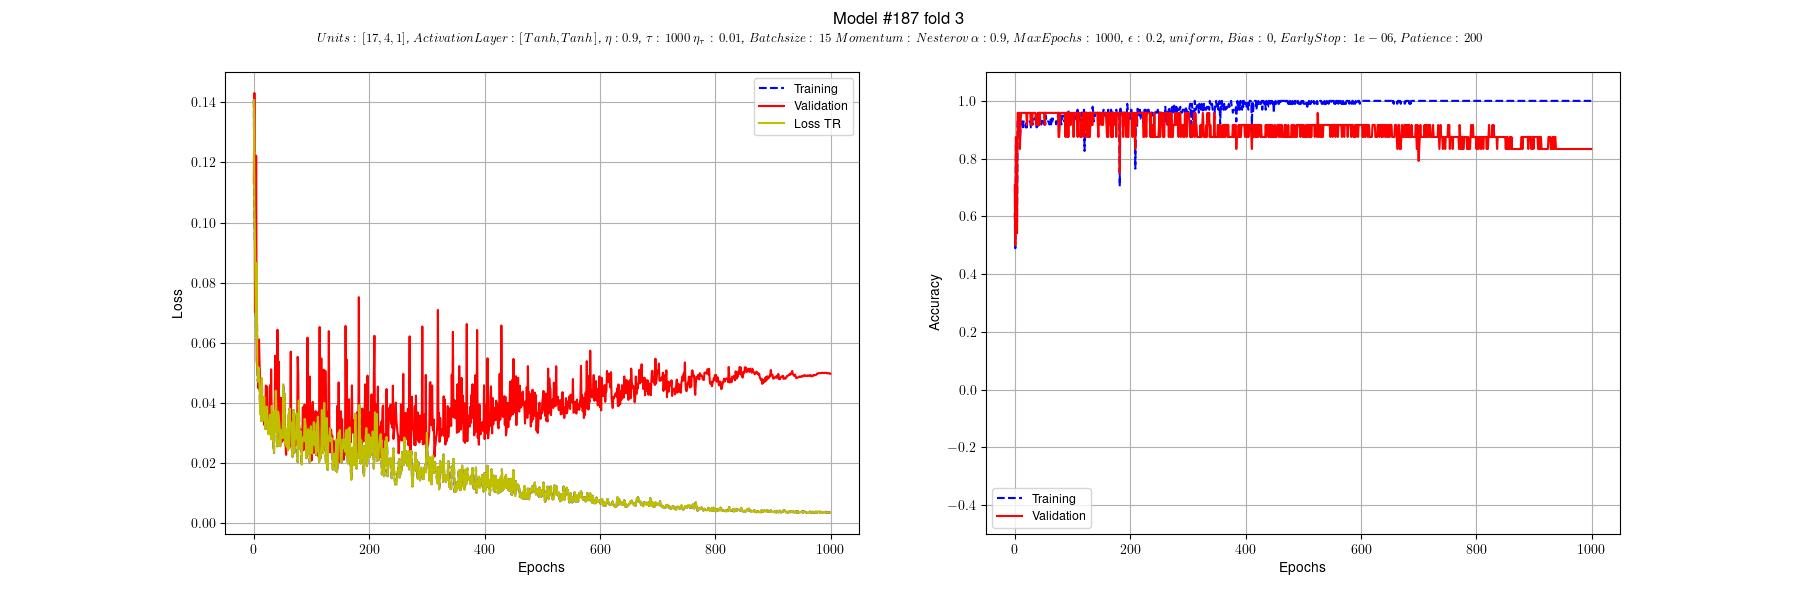 Model #187 fold 3
Units : [17, 4, 1], ActivationLayer : [Tanh, Tanh], η : 0.9, τ : 1000 η_τ : 0.01, Batchsize : 15 Momentum : Nesterov α : 0.9, MaxEpochs : 1000, ϵ : 0.2, uniform, Bias : 0, EarlyStop : 1e − 06, Patience : 200
Training
Validation
Loss TR
0.14
0.12
0.10
0.08
0.06
0.04
0.02
0.00
Loss
0 200 400 600 800 1000
Epochs
1.0
0.8
0.6
0.4
0.2
0.0
−0.2
−0.4
Accuracy
Training
Validation
0 200 400 600 800 1000
Epochs